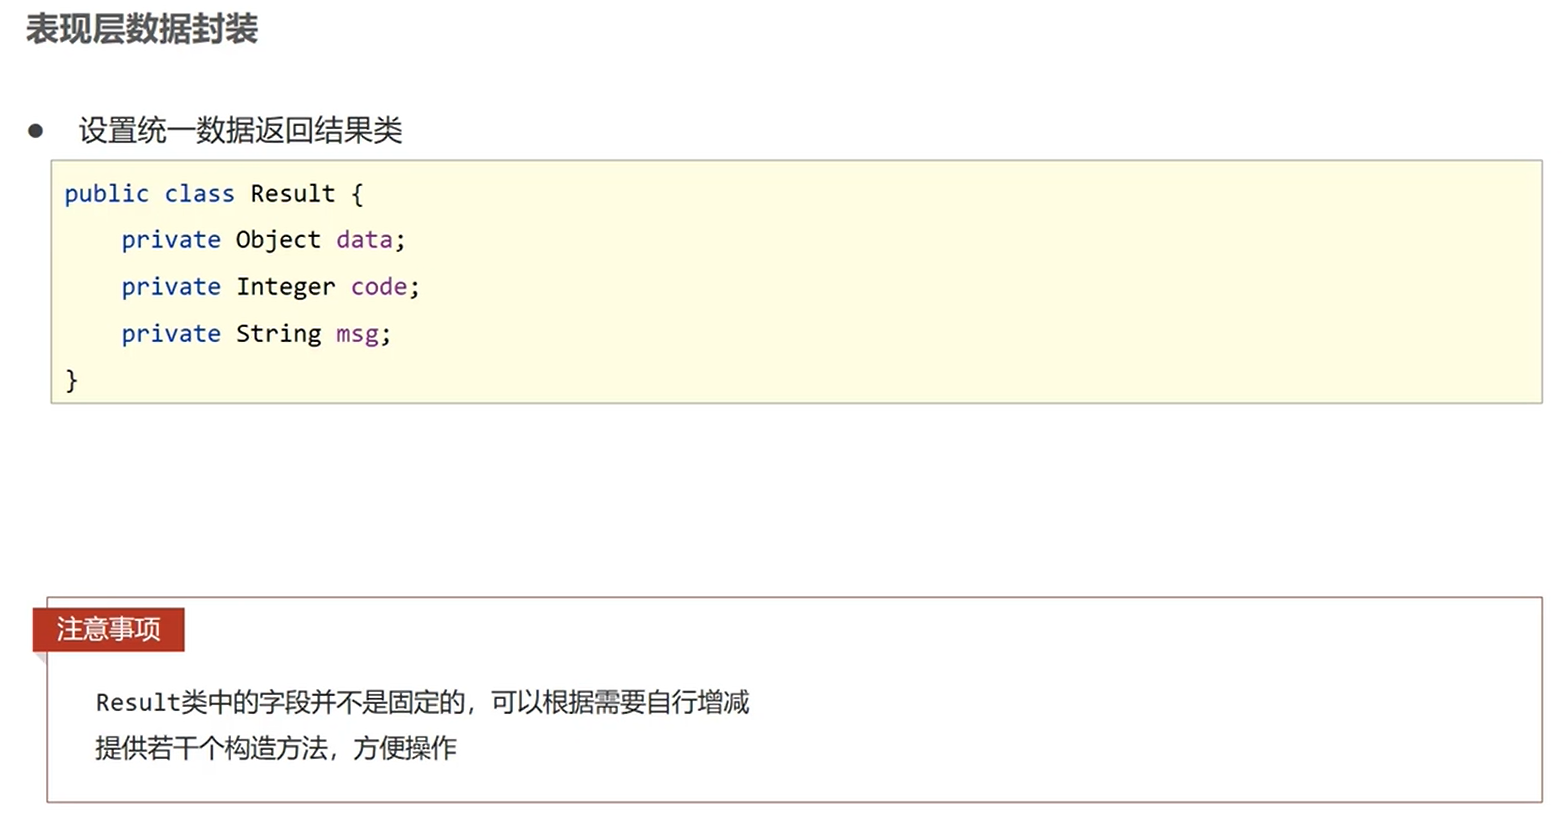 表现层数据封装
● 设置统一数据返回结果类
public class Result {
    private Object data;
    private Integer code;
    private String msg;
}
注意事项
Result类中的字段并不是固定的，可以根据需要自行增减
提供若干个构造方法，方便操作